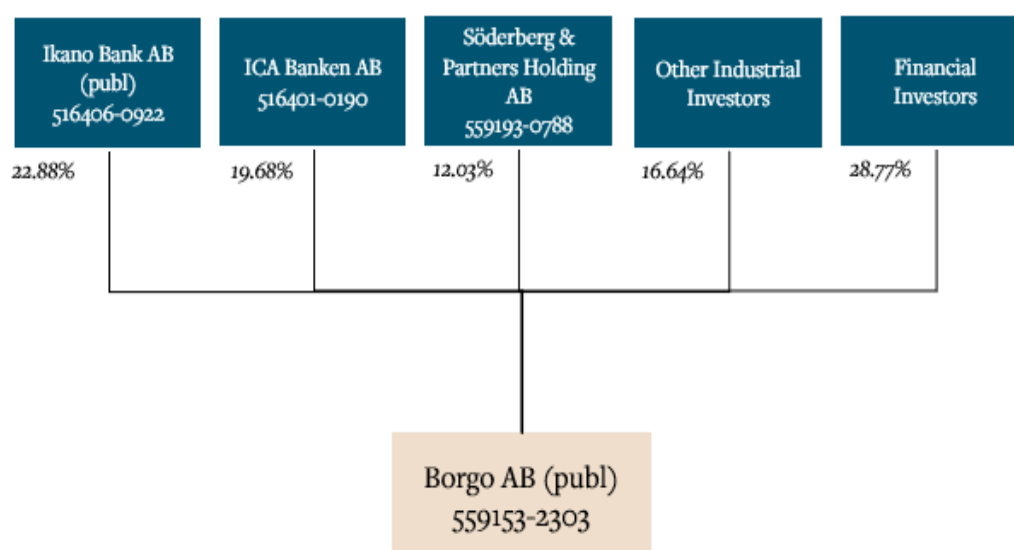 Ikano Bank AB
(publ)
516406-0922
ICA Banken AB
516401-0190
Söderberg &
Partners Holding
AB
559193-0788
Other Industrial
Investors
Financial
Investors
22.88%
19.68%
12.03%
16.64%
28.77%
Borgo AB (publ)
559153-2303